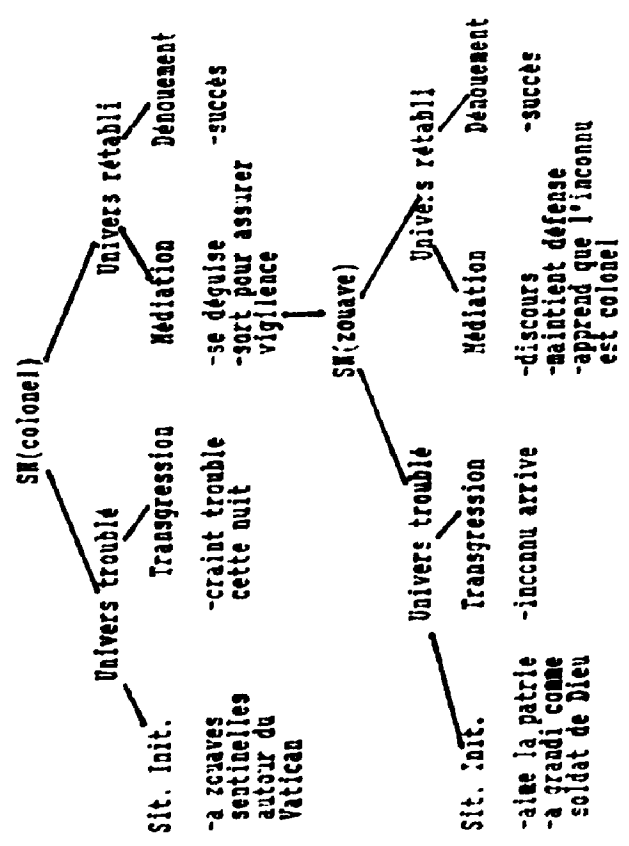 SN(colonel)
Univers troublé
Univers rétabli
Sit. Init.
Transgression
Médiation
Dénouement
-a zouaves
sentinelles
autour du
Vatican
-craint trouble
cette nuit
-se déguise
-sort pour assurer
vigilence
-succès
SN(zouave)
Univers troublé
Univers rétabli
Sit. Init.
Transgression
Médiation
Dénouement
-aime la patrie
-a grandi comme
soldat de Dieu
-inconnu arrive
-discours
-maintient défense
-apprend que l'inconnu
est colonel
-succès